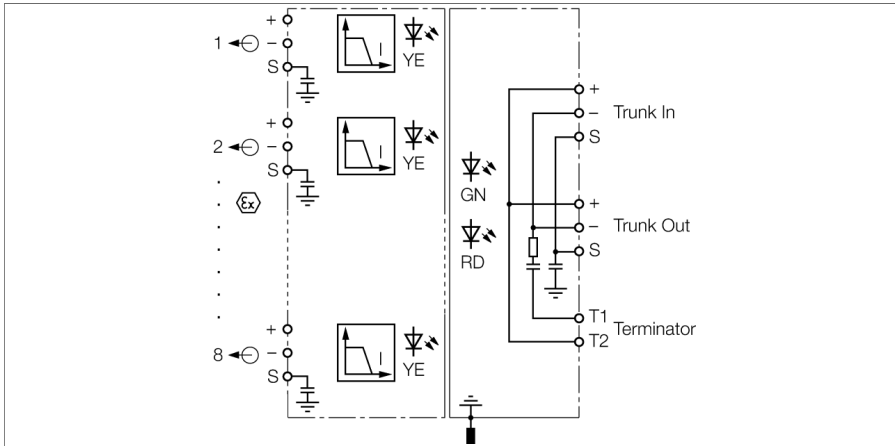 +
1
−
S
I
YE
+
2
−
S
I
YE
Ex
+
8
−
S
I
YE
GN
RD
+
− Trunk In
S
+
− Trunk Out
S
T1
Terminator
T2